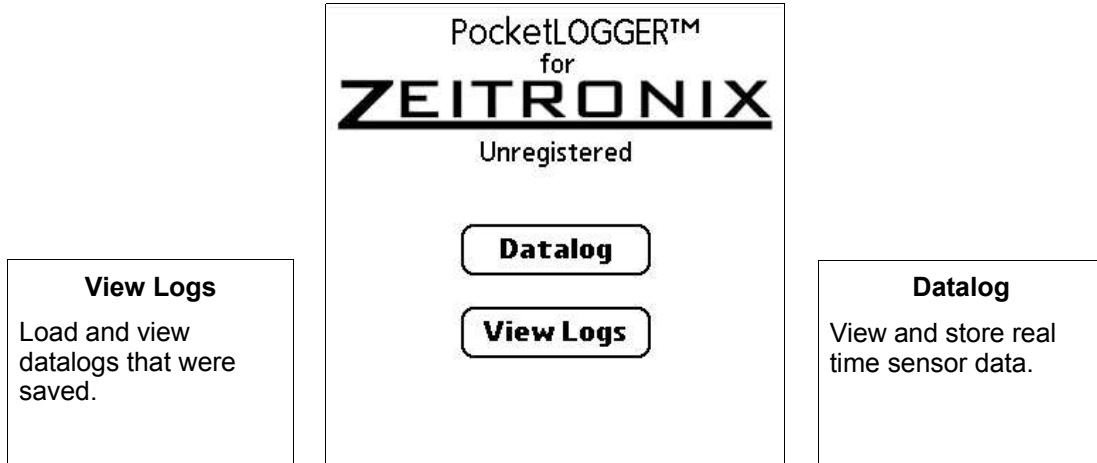 PocketLOGGER™
for
ZEITRONIX
Unregistered
Datalog
View Logs
View Logs
Load and view
datalogs that were
saved.
Datalog
View and store real
time sensor data.